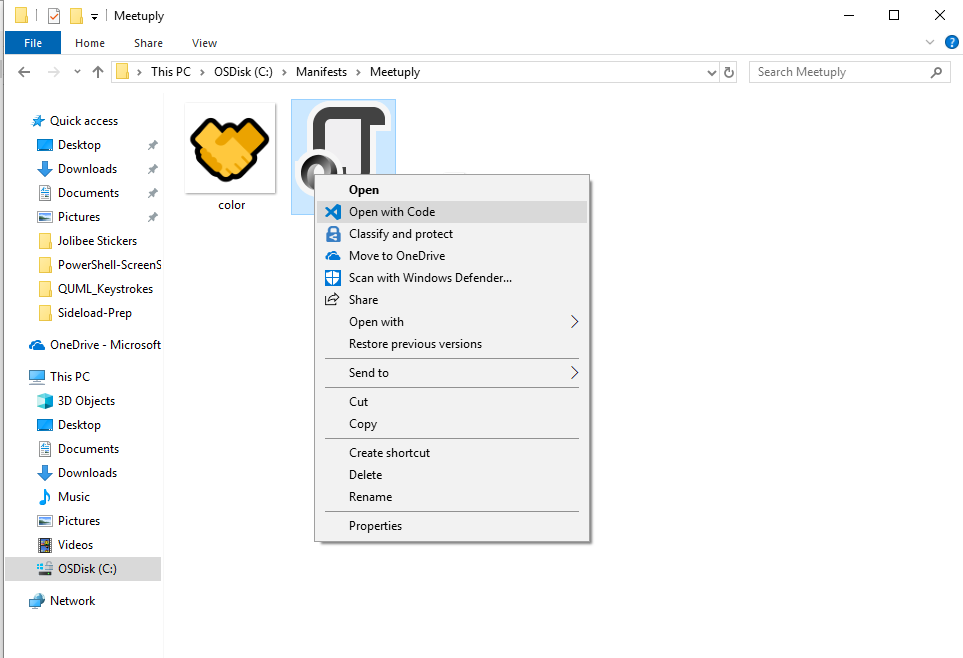 Meetuply
File Home Share View
This PC OSDisk (C:) Manifests Meetuply
Search Meetuply
Quick access
Desktop
Downloads
Documents
Pictures
Jolibee Stickers
PowerShell-ScreenS
QUML_Keystrokes
Sideload-Prep
OneDrive - Microsoft
This PC
3D Objects
Desktop
Documents
Downloads
Music
Pictures
Videos
OSDisk (C:)
Network
color
Open
Open with Code
Classify and protect
Move to OneDrive
Scan with Windows Defender...
Share
Open with
Restore previous versions
Send to
Cut
Copy
Create shortcut
Delete
Rename
Properties